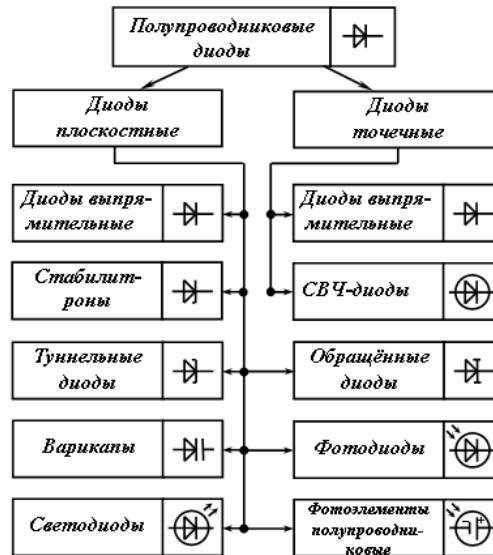 Полупроводниковые
диоды
Диоды
плоскостные
Диоды
точечные
Диоды выпря-
мительные
Диоды выпря-
мительные
Стабилит-
роны
СВЧ-диоды
Туннельные
диоды
Обращённые
диоды
Варикапы
Фотодиоды
Светодиоды
Фотоэлементы
полупроводни-
ковые